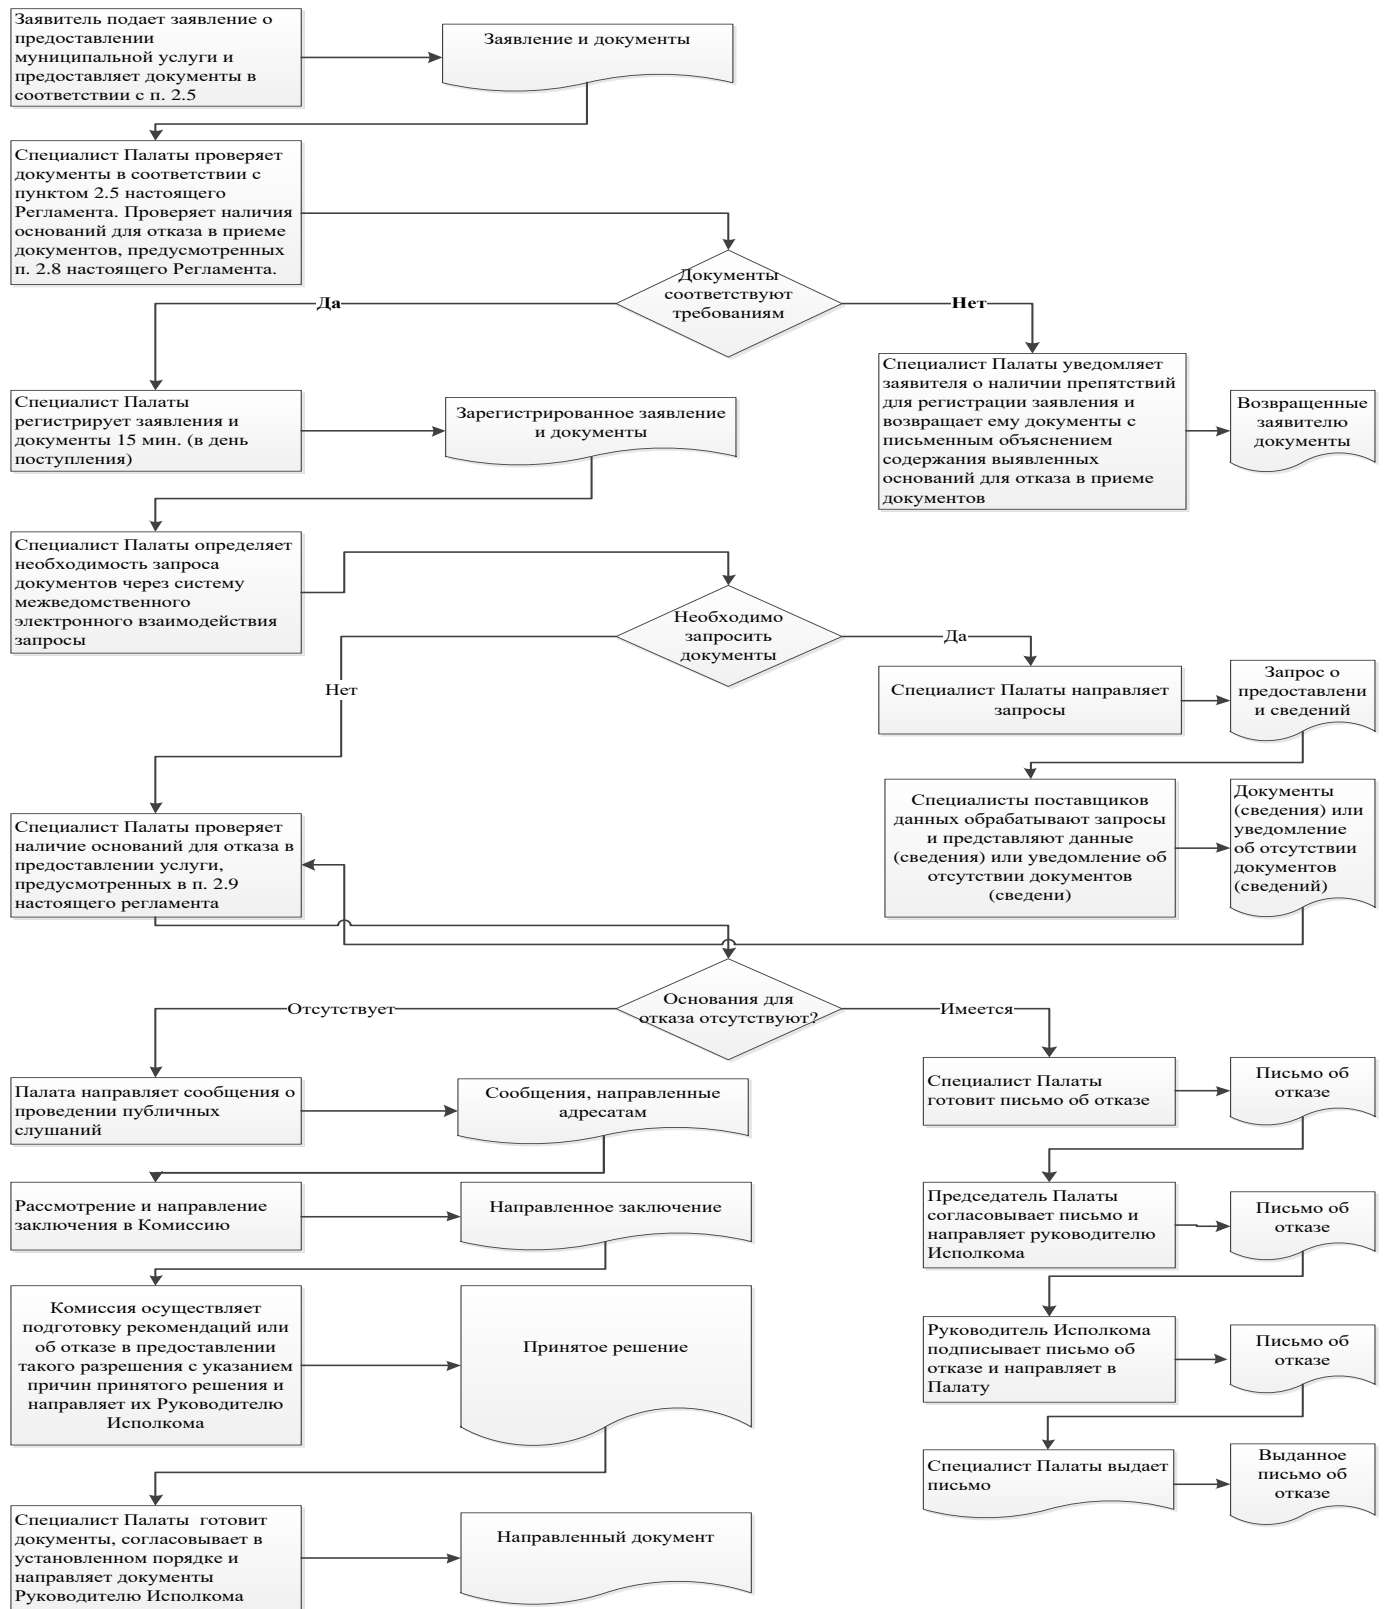 Заявитель подает заявление о
предоставлении
муниципальной услуги и
предоставляет документы в
соответствии с п. 2.5
Заявление и документы
Специалист Палаты проверяет
документы в соответствии с
пунктом 2.5 настоящего
Регламента. Проверяет наличия
оснований для отказа в приеме
документов, предусмотренных
п. 2.8 настоящего Регламента.
Документы
соответствуют
требованиям
Да
Нет
Специалист Палаты
регистрирует заявления и
документы 15 мин. (в день
поступления)
Зарегистрированное заявление
и документы
Специалист Палаты уведомляет
заявителя о наличии препятствий
для регистрации заявления и
возвращает ему документы с
письменным объяснением
содержания выявленных
оснований для отказа в приеме
документов
Возвращенные
заявителю
документы
Специалист Палаты определяет
необходимость запроса
документов через систему
межведомственного
электронного взаимодействия
запросы
Необходимо
запросить
документы
Да
Нет
Специалист Палаты направляет
запросы
Запрос о
предоставлени
и сведений
Специалисты поставщиков
данных обрабатывают запросы
и представляют данные
(сведения) или уведомление об
отсутствии документов
(сведени)
Документы
(сведения) или
уведомление
об отсутствии
документов
(сведений)
Специалист Палаты проверяет
наличие оснований для отказа в
предоставлении услуги,
предусмотренных в п. 2.9
настоящего регламента
Основания для
отказа отсутствуют?
Отсутствует
Имеется
Палата направляет сообщения о
проведении публичных
слушаний
Сообщения, направленные
адресатам
Специалист Палаты
готовит письмо об отказе
Письмо об
отказе
Рассмотрение и направление
заключения в Комиссию
Направленное заключение
Председатель Палаты
согласовывает письмо и
направляет руководителю
Исполкома
Письмо об
отказе
Комиссия осуществляет
подготовку рекомендаций или
об отказе в предоставлении
такого разрешения с указанием
причин принятого решения и
направляет их Руководителю
Исполкома
Принятое решение
Руководитель Исполкома
подписывает письмо об
отказе и направляет в
Палату
Письмо об
отказе
Специалист Палаты выдает
письмо
Выданное
письмо об
отказе
Специалист Палаты готовит
документы, согласовывает в
установленном порядке и
направляет документы
Руководителю Исполкома
Направленный документ